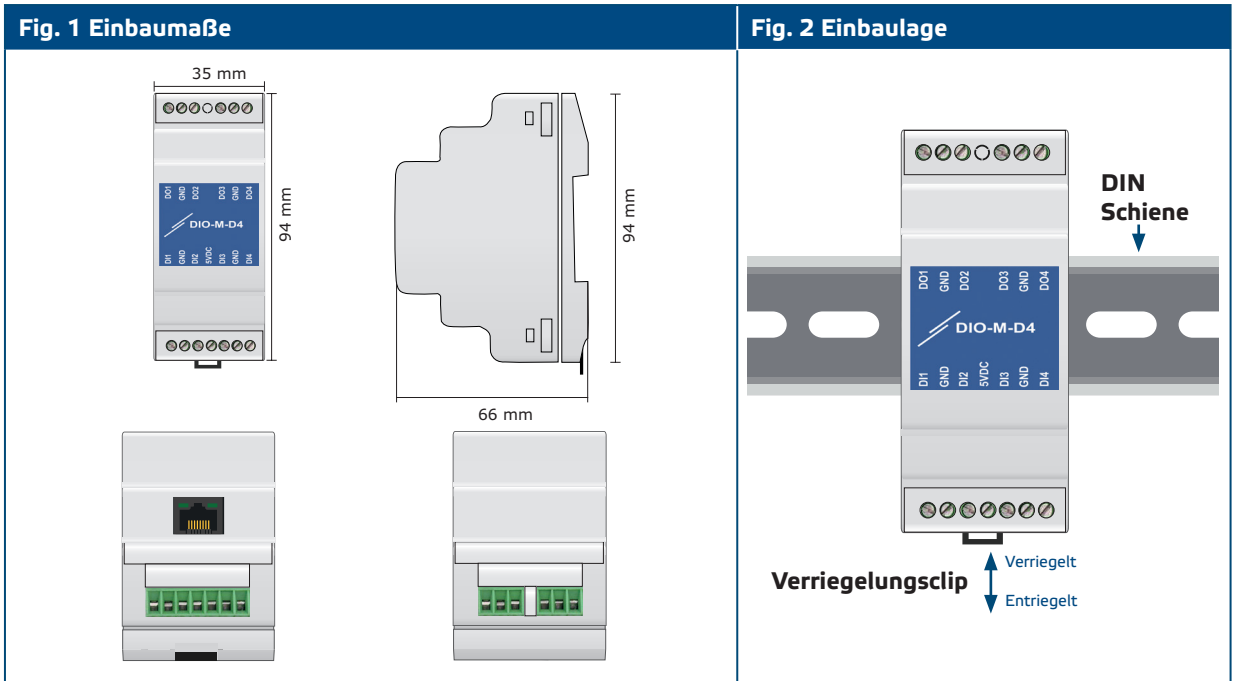 Fig. 1 Einbaumaße
35 mm
DO1 GND DO2 DO3 GND DO4
DIO-M-D4
DI1 GND DI2 5VDC DI3 GND DI4
94 mm
94 mm
66 mm
Fig. 2 Einbaulage
DIN
Schiene
DO1 GND DO2 DO3 GND DO4
DIO-M-D4
DI1 GND DI2 5VDC DI3 GND DI4
Verriegelungsclip
Verriegelt
Entriegelt